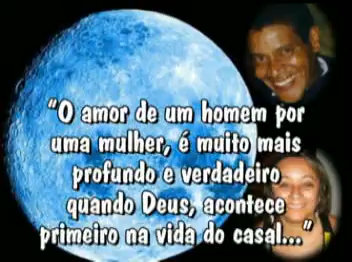 "O amor de um homem por
uma mulher, é muito mais
profundo e verdadeiro
quando Deus, acontece
primeiro na vida do casal..."